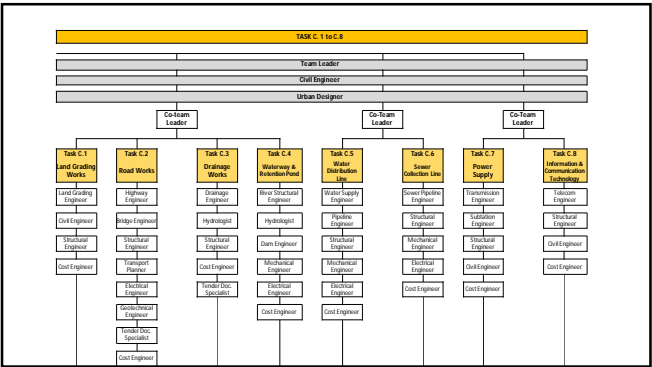 TASK C. 1 to C.8
Team Leader
Civil Engineer
Urban Designer
Co-Team
Leader
Co-Team
Leader
Co-Team
Leader
Task C.1
Land Grading
Works
Land Grading
Engineer
Civil Engineer
Structural
Engineer
Cost Engineer
Task C.2
Road Works
Highway
Engineer
Bridge Engineer
Structural
Engineer
Transport
Planner
Electrical
Engineer
Geotechnical
Engineer
Tender Doc.
Specialist
Cost Engineer
Task C.3
Drainage
Works
Drainage
Engineer
Hydrologist
Structural
Engineer
Cost Engineer
Tender Doc.
Specialist
Task C.4
Waterway &
Retention Pond
River Structural
Engineer
Hydrologist
Dam Engineer
Mechanical
Engineer
Electrical
Engineer
Cost Engineer
Task C.5
Water
Distribution
Line
Water Supply
Engineer
Pipeline
Engineer
Structural
Engineer
Mechanical
Engineer
Electrical
Engineer
Cost Engineer
Task C.6
Sewer
Collection Line
Sewer Pipeline
Engineer
Structural
Engineer
Mechanical
Engineer
Electrical
Engineer
Cost Engineer
Task C.7
Power
Supply
Transmission
Engineer
Subtation
Engineer
Structural
Engineer
Civil Engineer
Cost Engineer
Task C.8
Information &
Communication
Technology
Telecom
Engineer
Structural
Engineer
Civil Engineer
Cost Engineer